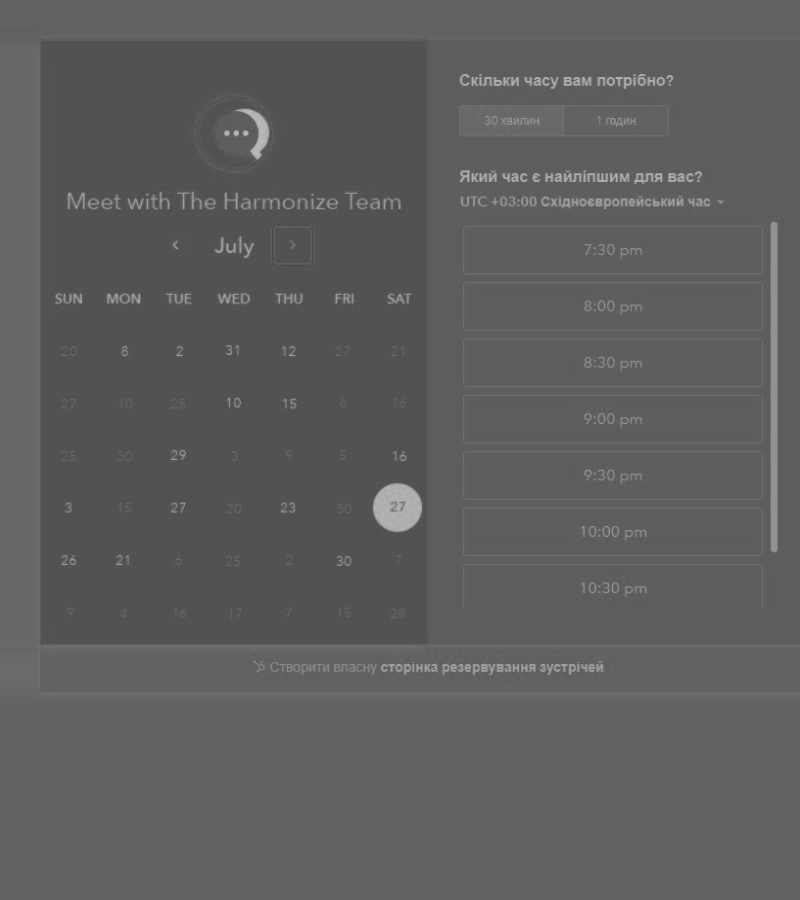 Meet with The Harmonize Team
July
SUN MON TUE WED THU FRI SAT
20 8 2 31 12 27 21
27 10 25 10 15 6 16
25 30 29 3 9 5 16
3 15 27 20 23 30 27
26 21 6 25 2 30 7
9 4 16 17 7 15 28
Скільки часу вам потрібно?
30 хвилин 1 годин
Який час є найліпшим для вас?
UTC +03:00 Східноєвропейський час
7:30 pm
8:00 pm
8:30 pm
9:00 pm
9:30 pm
10:00 pm
10:30 pm
Створити власну сторінка резервування зустрічей